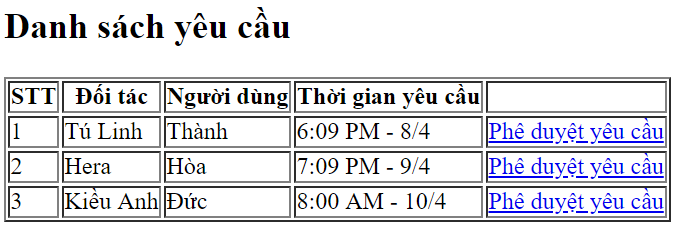 Danh sách yêu cầu
STT Đối tác Người dùng Thời gian yêu cầu
1 Tú Linh Thành 6:09 PM - 8/4 Phê duyệt yêu cầu
2 Hera Hòa 7:09 PM - 9/4 Phê duyệt yêu cầu
3 Kiều Anh Đức 8:00 AM - 10/4 Phê duyệt yêu cầu